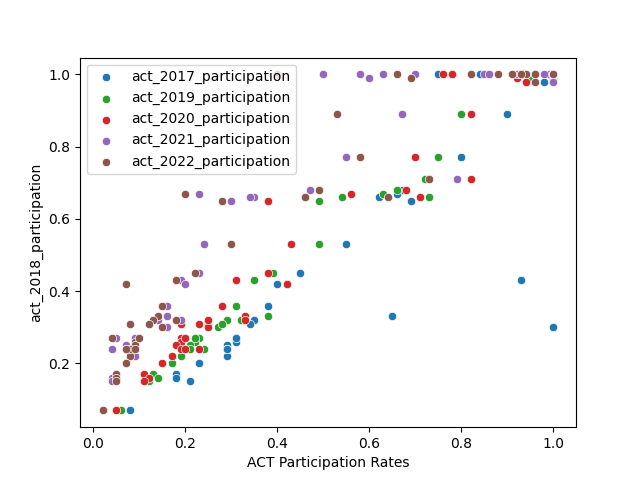 act_2017_participation
act_2019_participation
act_2020_participation
act_2021_participation
act_2022_participation
1.0
0.8
0.6
0.4
0.2
act_2018_participation
0.0 0.2 0.4 0.6 0.8 1.0
ACT Participation Rates